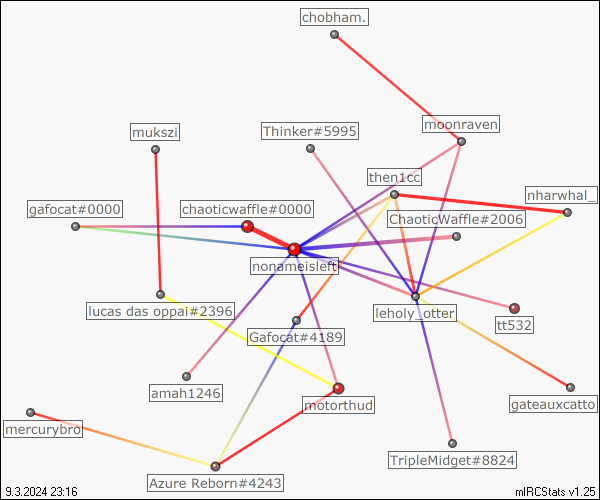 chobham.
mukszi
Thinker#5995
moonraven
then1cc
nharwhal_
gafocat#0000
chaoticwaffle#0000
ChaoticWaffle#2006
nonameisleft
lucas das oppai#2396
leholy_otter
tt532
Gafocat#4189
amah1246
motorthud
gateauxcatto
mercurybro
TripleMidget#8824
Azure Reborn#4243
9.3.2024 23:16
mIRCStats v1.25